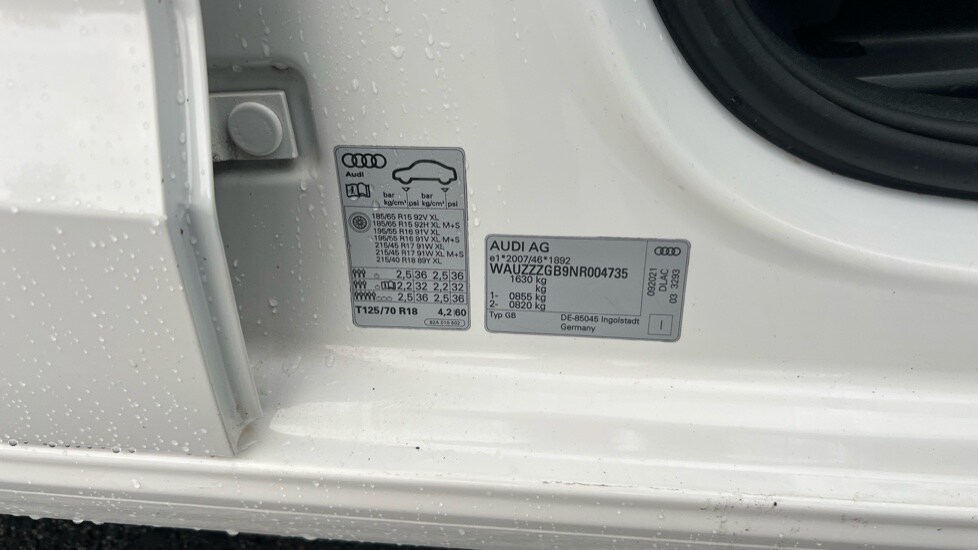 Audi
bar
kg/cm² psi
bar
kg/cm² psi
185/65 R15 92V XL
185/65 R15 92H XL M+S
195/55 R16 91V XL
195/55 R16 91V XL M+S
215/45 R17 91W XL
215/45 R17 91W XL M+S
215/40 R18 89Y XL
2,5 36 2,5 36
2,2 32 2,2 32
2,5 36 2,5 36
T125/70 R18 4,2 60
AUDI AG
e1*2007/46*1892
WAUZZZGB9NR004735
1630 kg
kg
1- 0855 kg
2- 0820 kg
Typ GB
DE-85045 Ingolstadt
Germany
092021
DLAC
03 3293
I